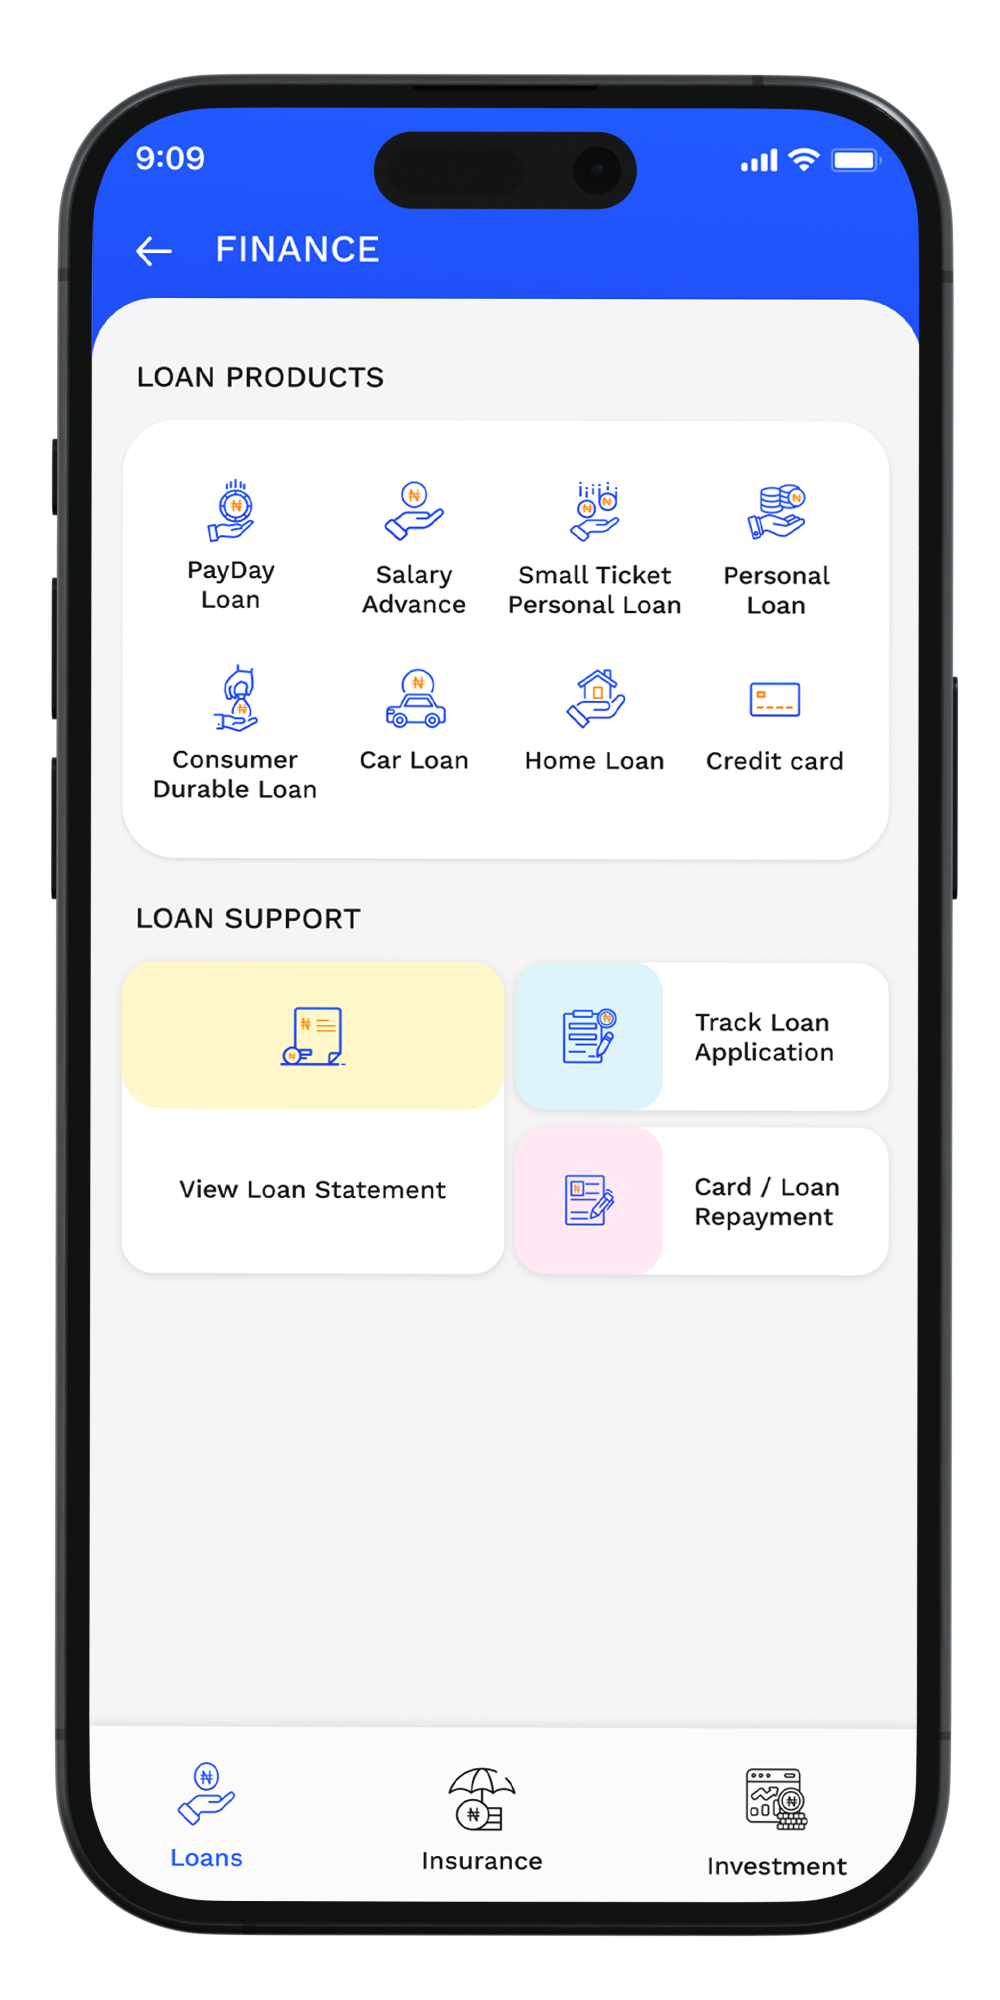 9:09
FINANCE
LOAN PRODUCTS
PayDay
Loan
Salary
Advance
Small Ticket
Personal Loan
Personal
Loan
Consumer
Durable Loan
Car Loan
Home Loan
Credit card
LOAN SUPPORT
View Loan Statement
Track Loan
Application
Card / Loan
Repayment
Loans
Insurance
Investment